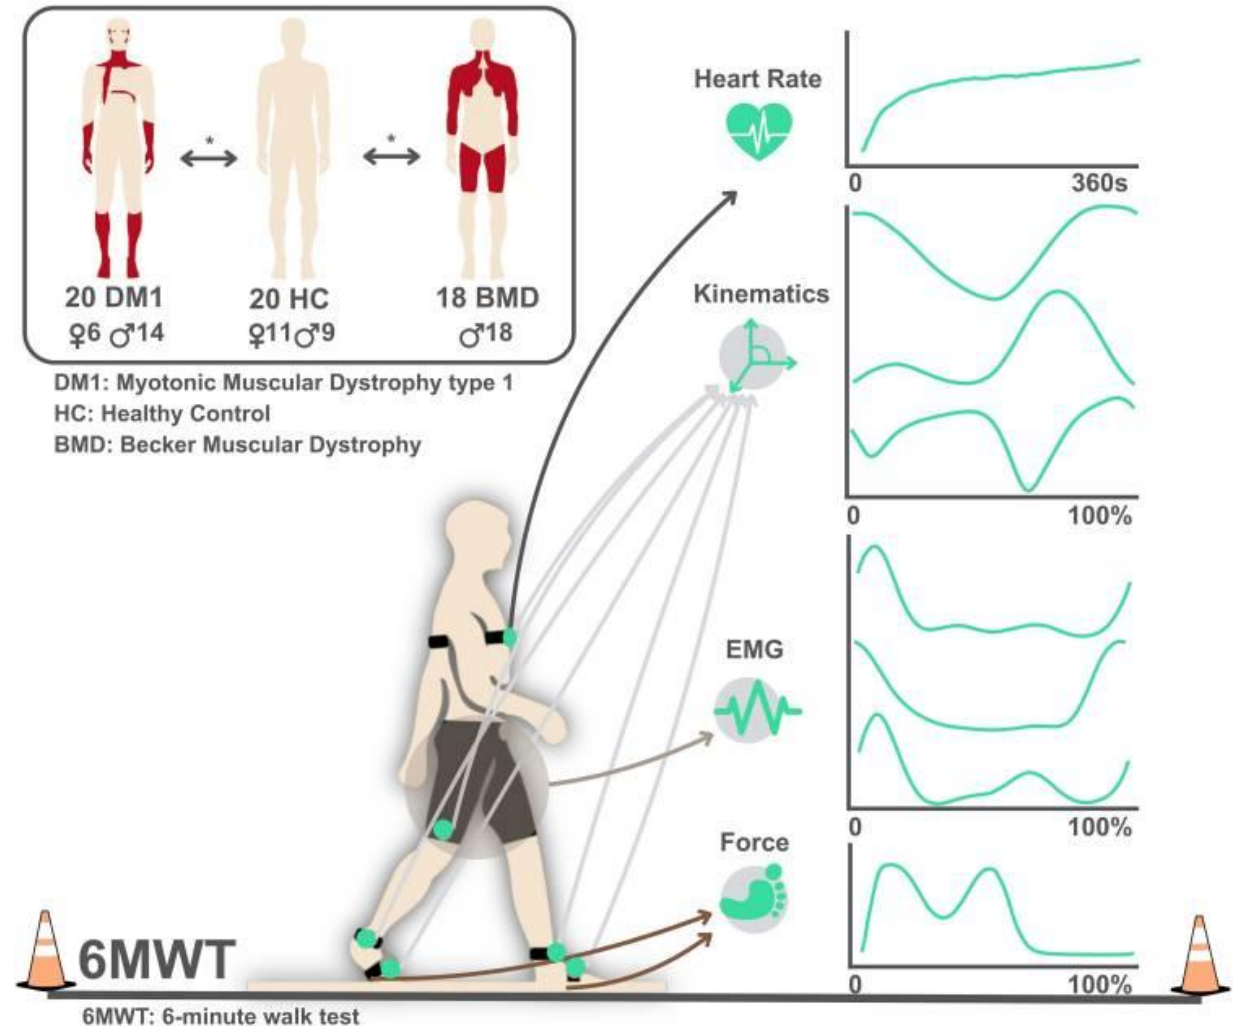 * *
20 DM1 20 HC 18 BMD
♀6 ♂14 ♀11♂9 ♂18
DM1: Myotonic Muscular Dystrophy type 1
HC: Healthy Control
BMD: Becker Muscular Dystrophy
Heart Rate
0 360s
Kinematics
0 100%
EMG
0 100%
Force
0 100%
6MWT
6MWT: 6-minute walk test